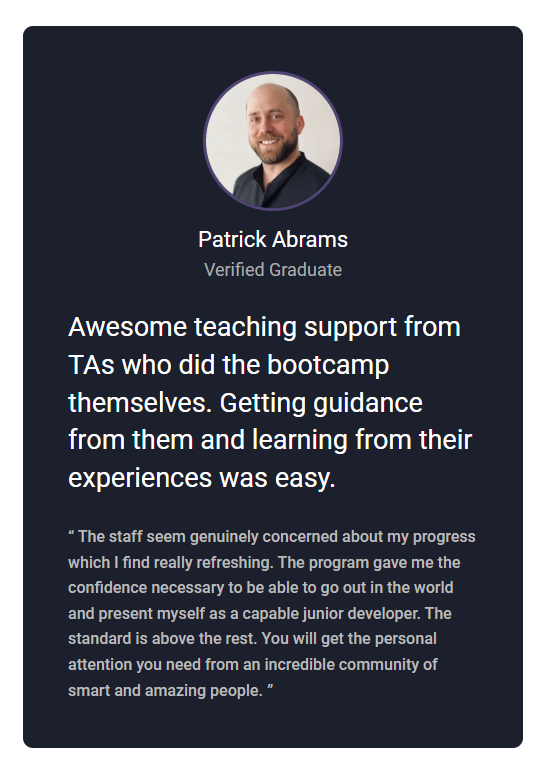 Patrick Abrams
Verified Graduate
Awesome teaching support from
TAs who did the bootcamp
themselves. Getting guidance
from them and learning from their
experiences was easy.
“ The staff seem genuinely concerned about my progress
which I find really refreshing. The program gave me the
confidence necessary to be able to go out in the world
and present myself as a capable junior developer. The
standard is above the rest. You will get the personal
attention you need from an incredible community of
smart and amazing people. ”